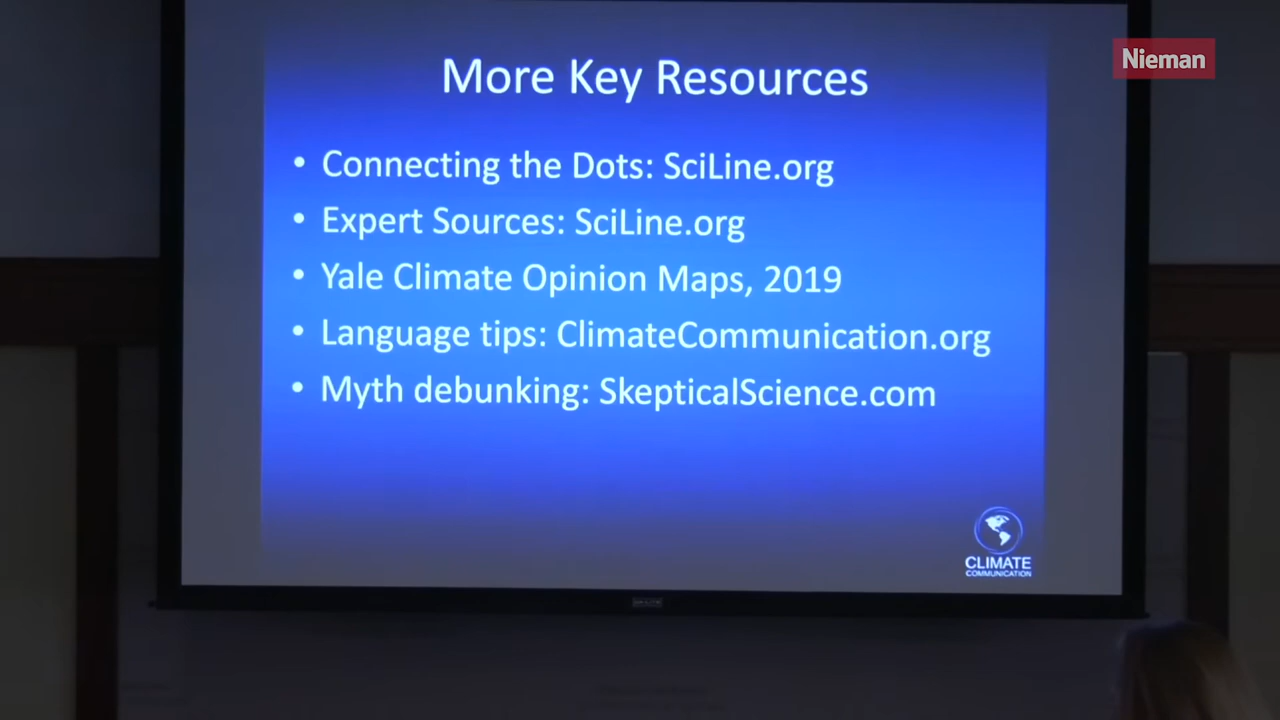 Nieman
More Key Resources
• Connecting the Dots: SciLine.org
• Expert Sources: SciLine.org
• Yale Climate Opinion Maps, 2019
• Language tips: ClimateCommunication.org
• Myth debunking: SkepticalScience.com
CLIMATE
COMMUNICATION